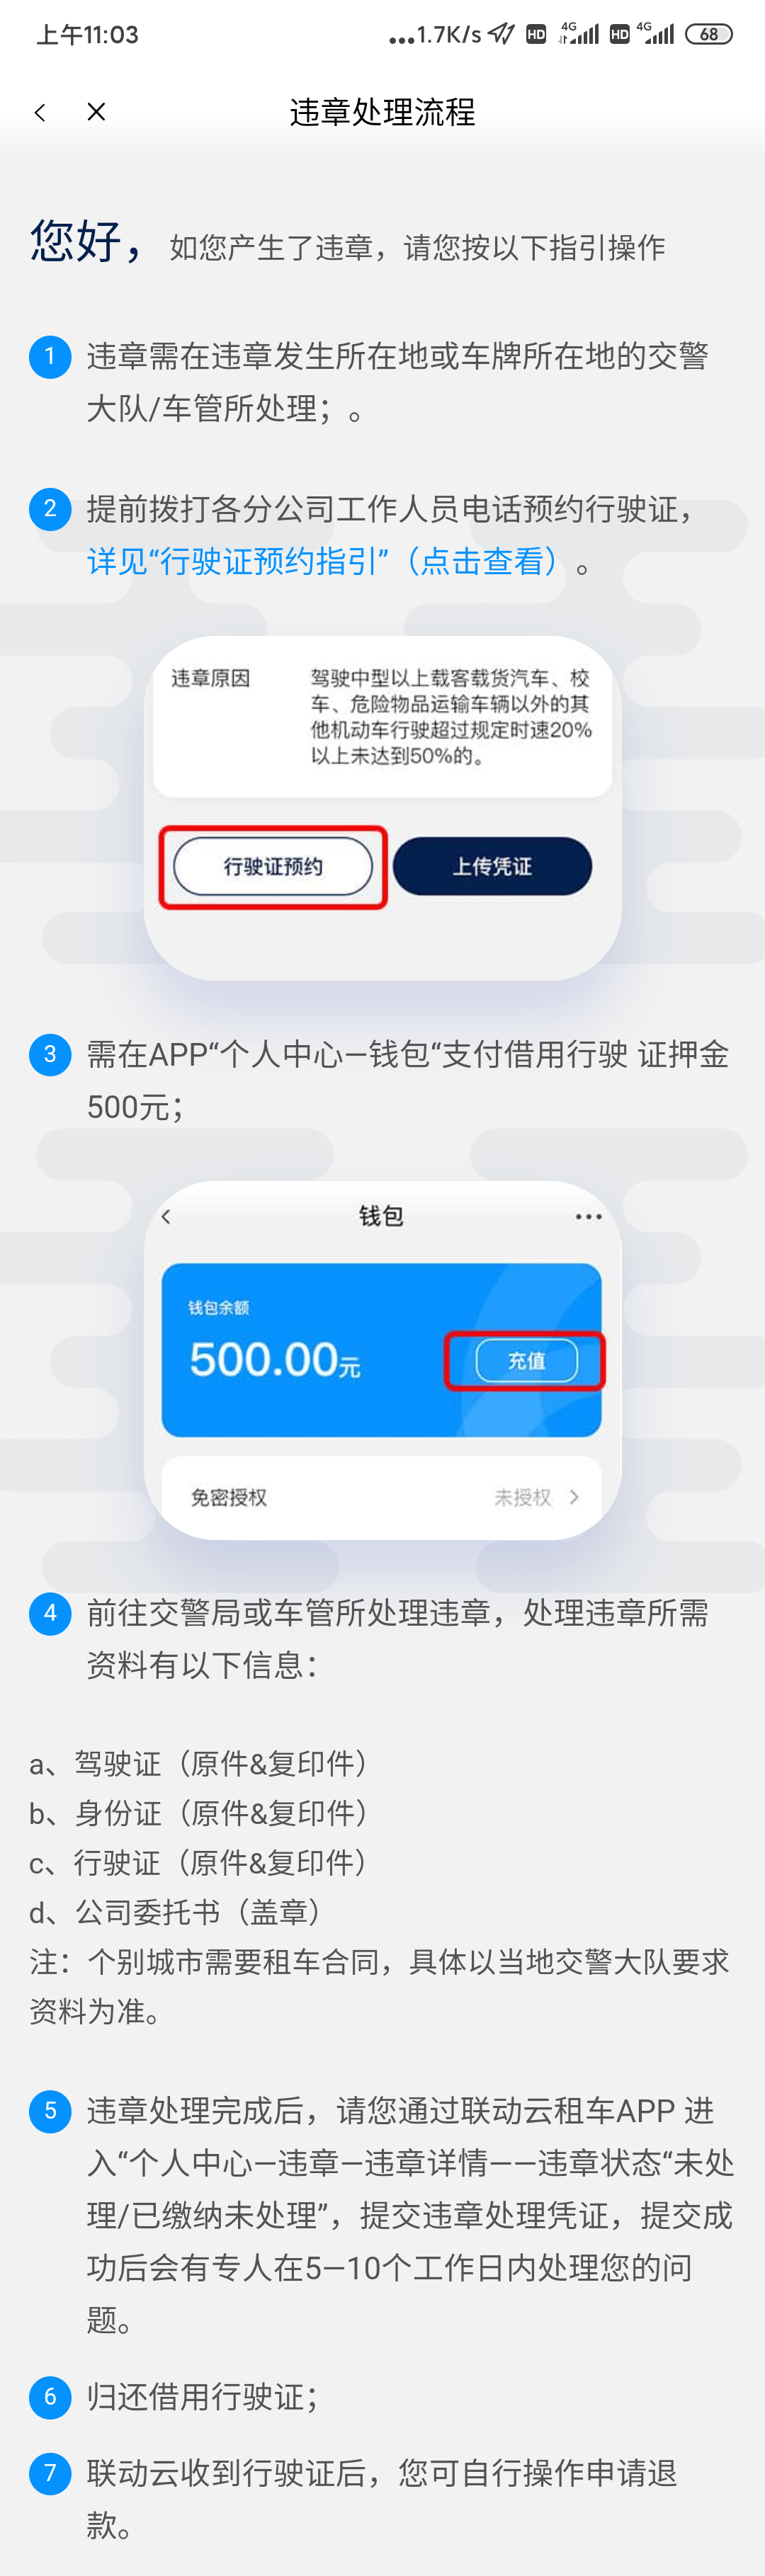 上午11:03
...1.7K/s HD 4G HD 4G 68
违章处理流程
您好，如您产生了违章，请您按以下指引操作
1 违章需在违章发生所在地或车牌所在地的交警
大队/车管所处理；。
2 提前拨打各分公司工作人员电话预约行驶证，
详见“行驶证预约指引”（点击查看）。
违章原因 驾驶中型以上载客载货汽车、校
车、危险物品运输车辆以外的其
他机动车行驶超过规定时速20%
以上未达到50%的。
行驶证预约 上传凭证
3 需在APP“个人中心—钱包“支付借用行驶 证押金
500元；
钱包
钱包余额
500.00元 充值
免密授权 未授权
4 前往交警局或车管所处理违章，处理违章所需
资料有以下信息：
a、驾驶证（原件&复印件）
b、身份证（原件&复印件）
c、行驶证（原件&复印件）
d、公司委托书（盖章）
注：个别城市需要租车合同，具体以当地交警大队要求
资料为准。
5 违章处理完成后，请您通过联动云租车APP 进
入“个人中心—违章—违章详情——违章状态“未处
理/已缴纳未处理”，提交违章处理凭证，提交成
功后会有专人在5—10个工作日内处理您的问
题。
6 归还借用行驶证；
7 联动云收到行驶证后，您可自行操作申请退
款。